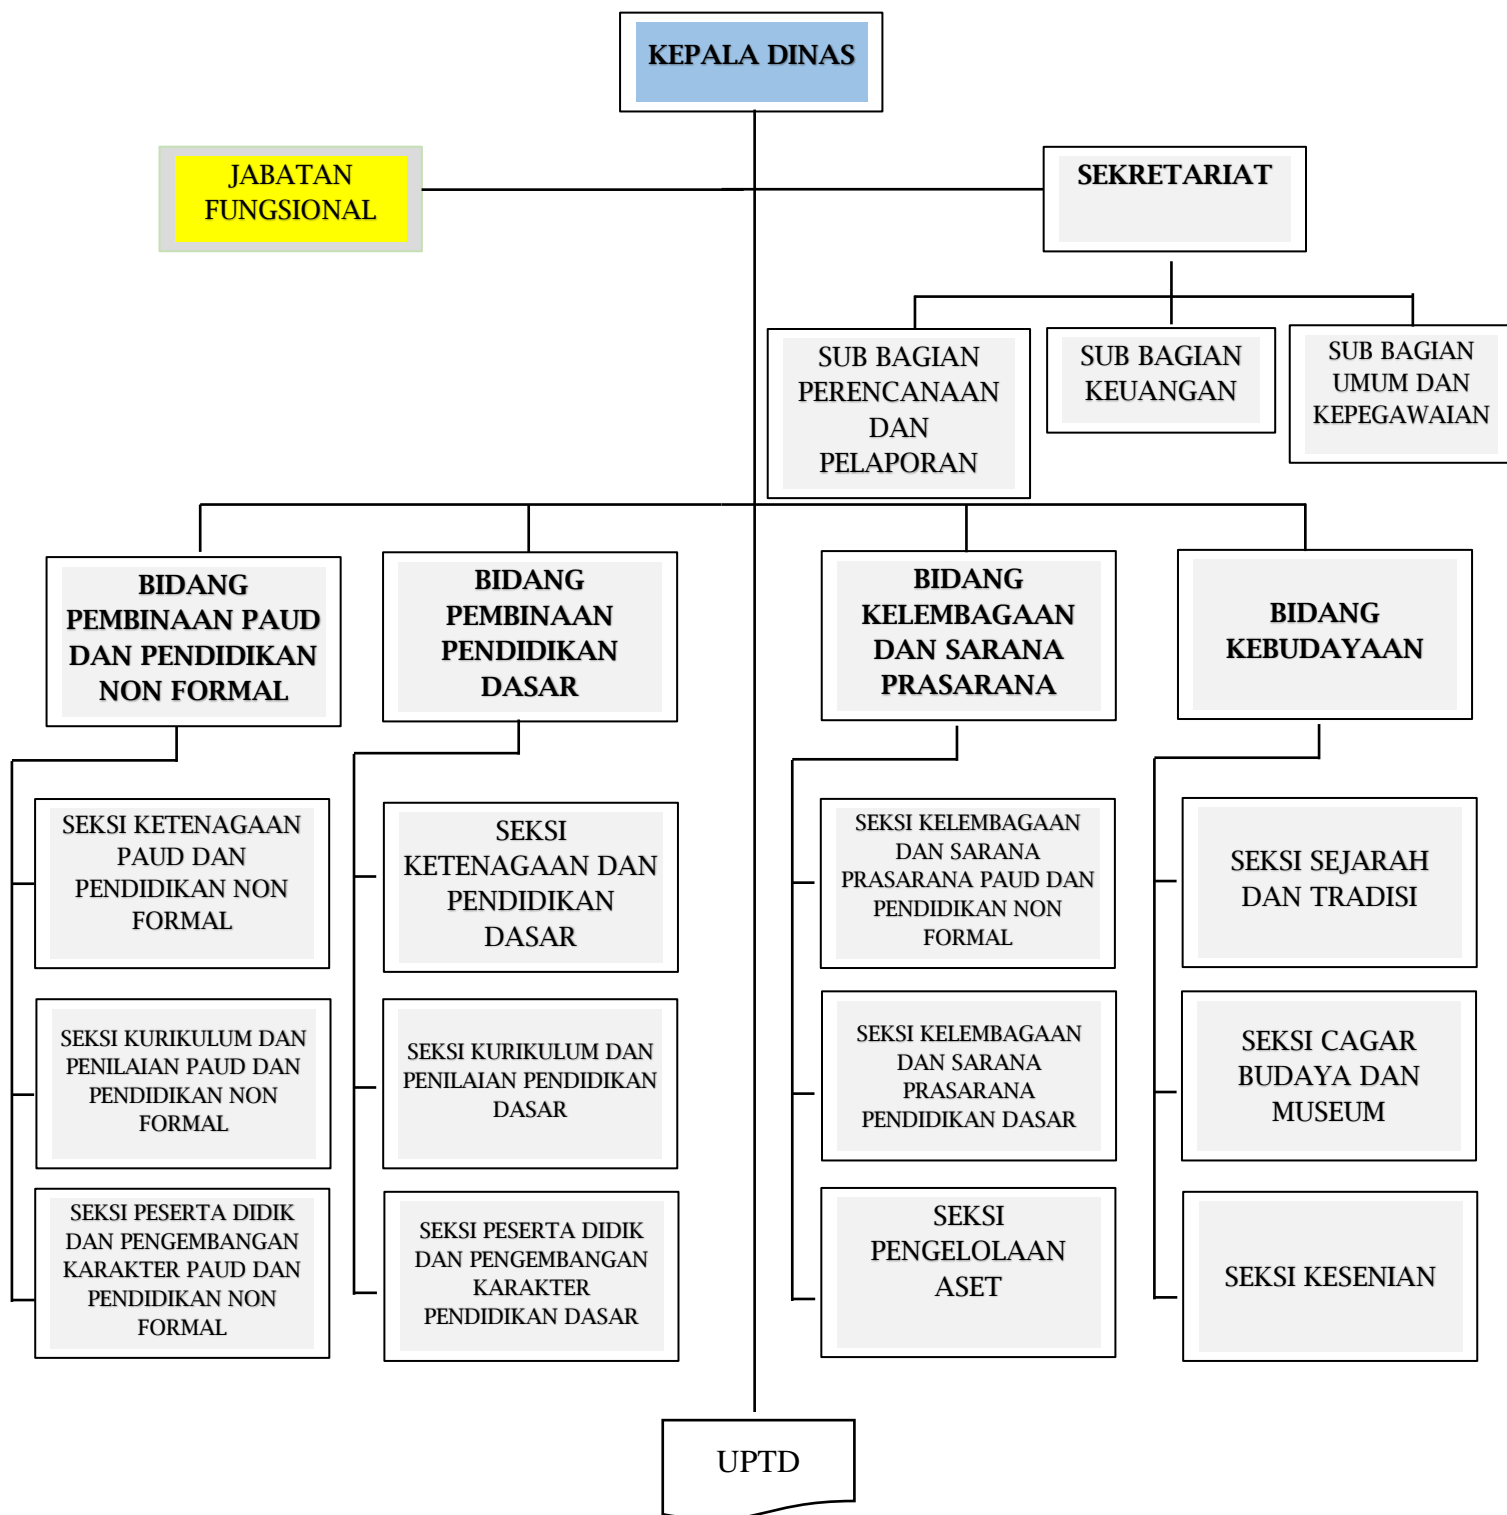 KEPALA DINAS
JABATAN
FUNGSIONAL
SEKRETARIAT
SUB BAGIAN
PERENCANAAN
DAN
PELAPORAN
SUB BAGIAN
KEUANGAN
SUB BAGIAN
UMUM DAN
KEPEGAWAIAN
BIDANG
PEMBINAAN PAUD
DAN PENDIDIKAN
NON FORMAL
BIDANG
PEMBINAAN
PENDIDIKAN
DASAR
BIDANG
KELEMBAGAAN
DAN SARANA
PRASARANA
BIDANG
KEBUDAYAAN
SEKSI KETENAGAAN
PAUD DAN
PENDIDIKAN NON
FORMAL
SEKSI
KETENAGAAN DAN
PENDIDIKAN
DASAR
SEKSI KELEMBAGAAN
DAN SARANA
PRASARANA PAUD DAN
PENDIDIKAN NON
FORMAL
SEKSI SEJARAH
DAN TRADISI
SEKSI KURIKULUM DAN
PENILAIAN PAUD DAN
PENDIDIKAN NON
FORMAL
SEKSI KURIKULUM DAN
PENILAIAN PENDIDIKAN
DASAR
SEKSI KELEMBAGAAN
DAN SARANA
PRASARANA
PENDIDIKAN DASAR
SEKSI CAGAR
BUDAYA DAN
MUSEUM
SEKSI PESERTA DIDIK
DAN PENGEMBANGAN
KARAKTER PAUD DAN
PENDIDIKAN NON
FORMAL
SEKSI PESERTA DIDIK
DAN PENGEMBANGAN
KARAKTER
PENDIDIKAN DASAR
SEKSI
PENGELOLAAN
ASET
SEKSI KESENIAN
UPTD